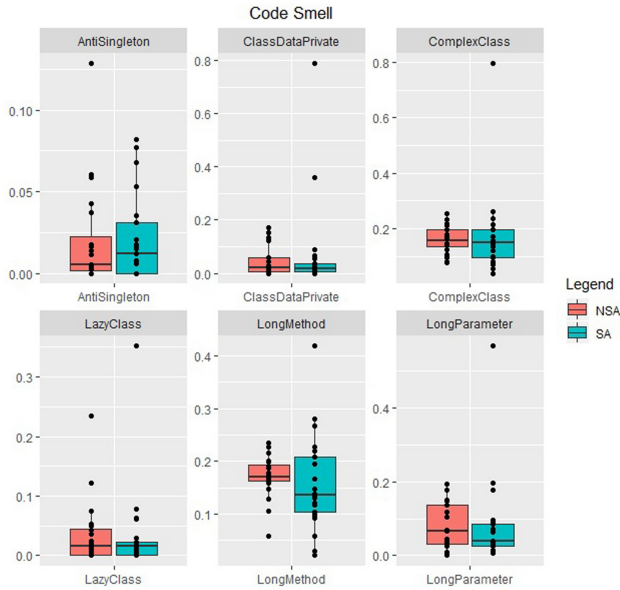 Code Smell
AntiSingleton
ClassDataPrivate
ComplexClass
0.10
0.05
0.00
0.8
0.6
0.4
0.2
0.0
0.8
0.6
0.4
0.2
AntiSingleton
ClassDataPrivate
ComplexClass
LazyClass
LongMethod
LongParameter
0.3
0.2
0.1
0.0
0.4
0.3
0.2
0.1
0.4
0.2
0.0
LazyClass
LongMethod
LongParameter
Legend
NSA
SA